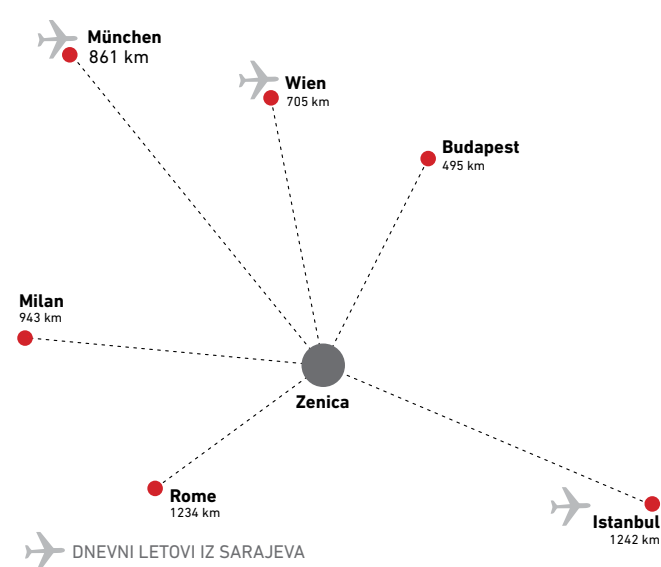 München
861 km
Wien
705 km
Budapest
495 km
Milan
943 km
Zenica
Rome
1234 km
Istanbul
1242 km
DNEVNI LETOVI IZ SARAJEVA